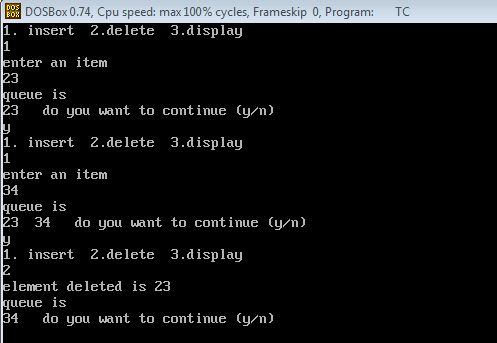 DOS BOX DOSBox 0.74, Cpu speed: max 100% cycles, Frameskip 0, Program: TC
1. insert 2.delete 3.display
1
enter an item
23
queue is
23 do you want to continue (y/n)
y
1. insert 2.delete 3.display
1
enter an item
34
queue is
23 34 do you want to continue (y/n)
y
1. insert 2.delete 3.display
2
element deleted is 23
queue is
34 do you want to continue (y/n)